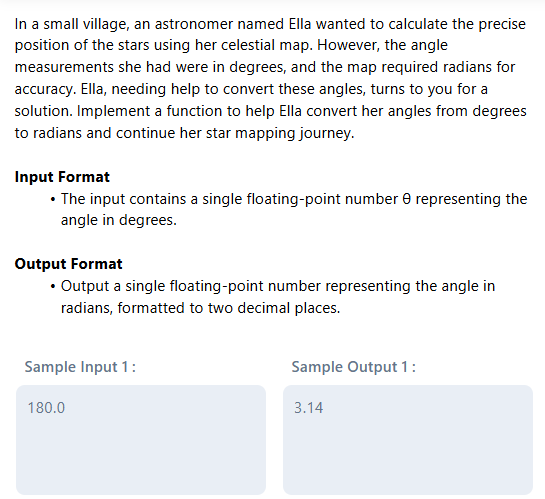 In a small village, an astronomer named Ella wanted to calculate the precise
position of the stars using her celestial map. However, the angle
measurements she had were in degrees, and the map required radians for
accuracy. Ella, needing help to convert these angles, turns to you for a
solution. Implement a function to help Ella convert her angles from degrees
to radians and continue her star mapping journey.
Input Format
• The input contains a single floating-point number θ representing the
angle in degrees.
Output Format
• Output a single floating-point number representing the angle in
radians, formatted to two decimal places.
Sample Input 1 :
180.0
Sample Output 1 :
3.14